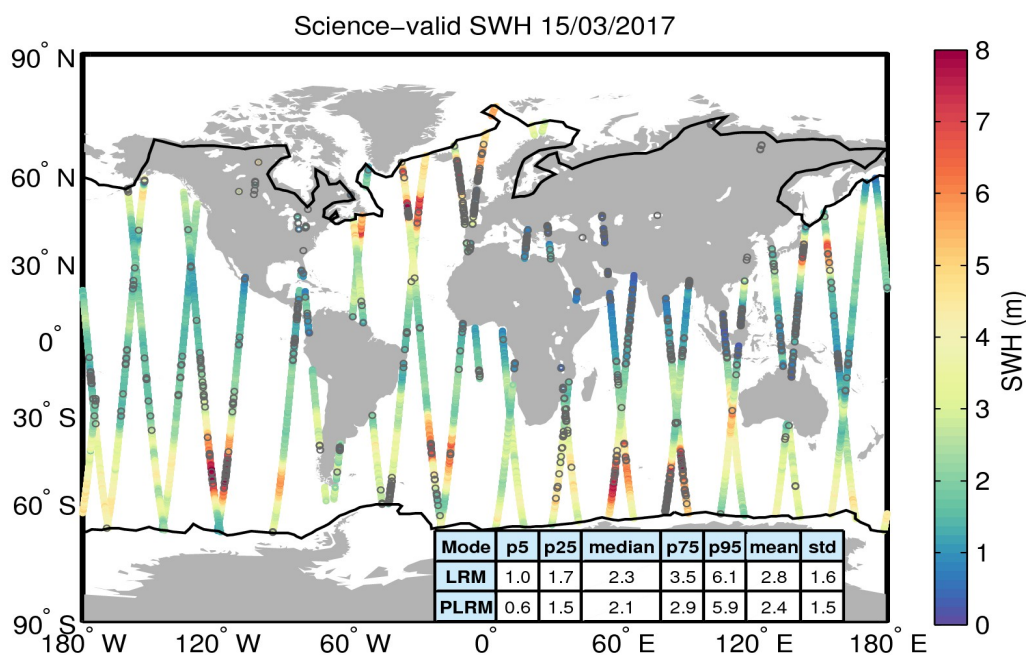 Science−valid SWH 15/03/2017
90° N
60° N
30° N
0°
30° S
60° S
90° S
180° W 120° W 60° W 0° 60° E 120° E 180° E
Mode p5 p25 median p75 p95 mean std
LRM 1.0 1.7 2.3 3.5 6.1 2.8 1.6
PLRM 0.6 1.5 2.1 2.9 5.9 2.4 1.5
8
7
6
5
4
3
2
1
0
SWH (m)